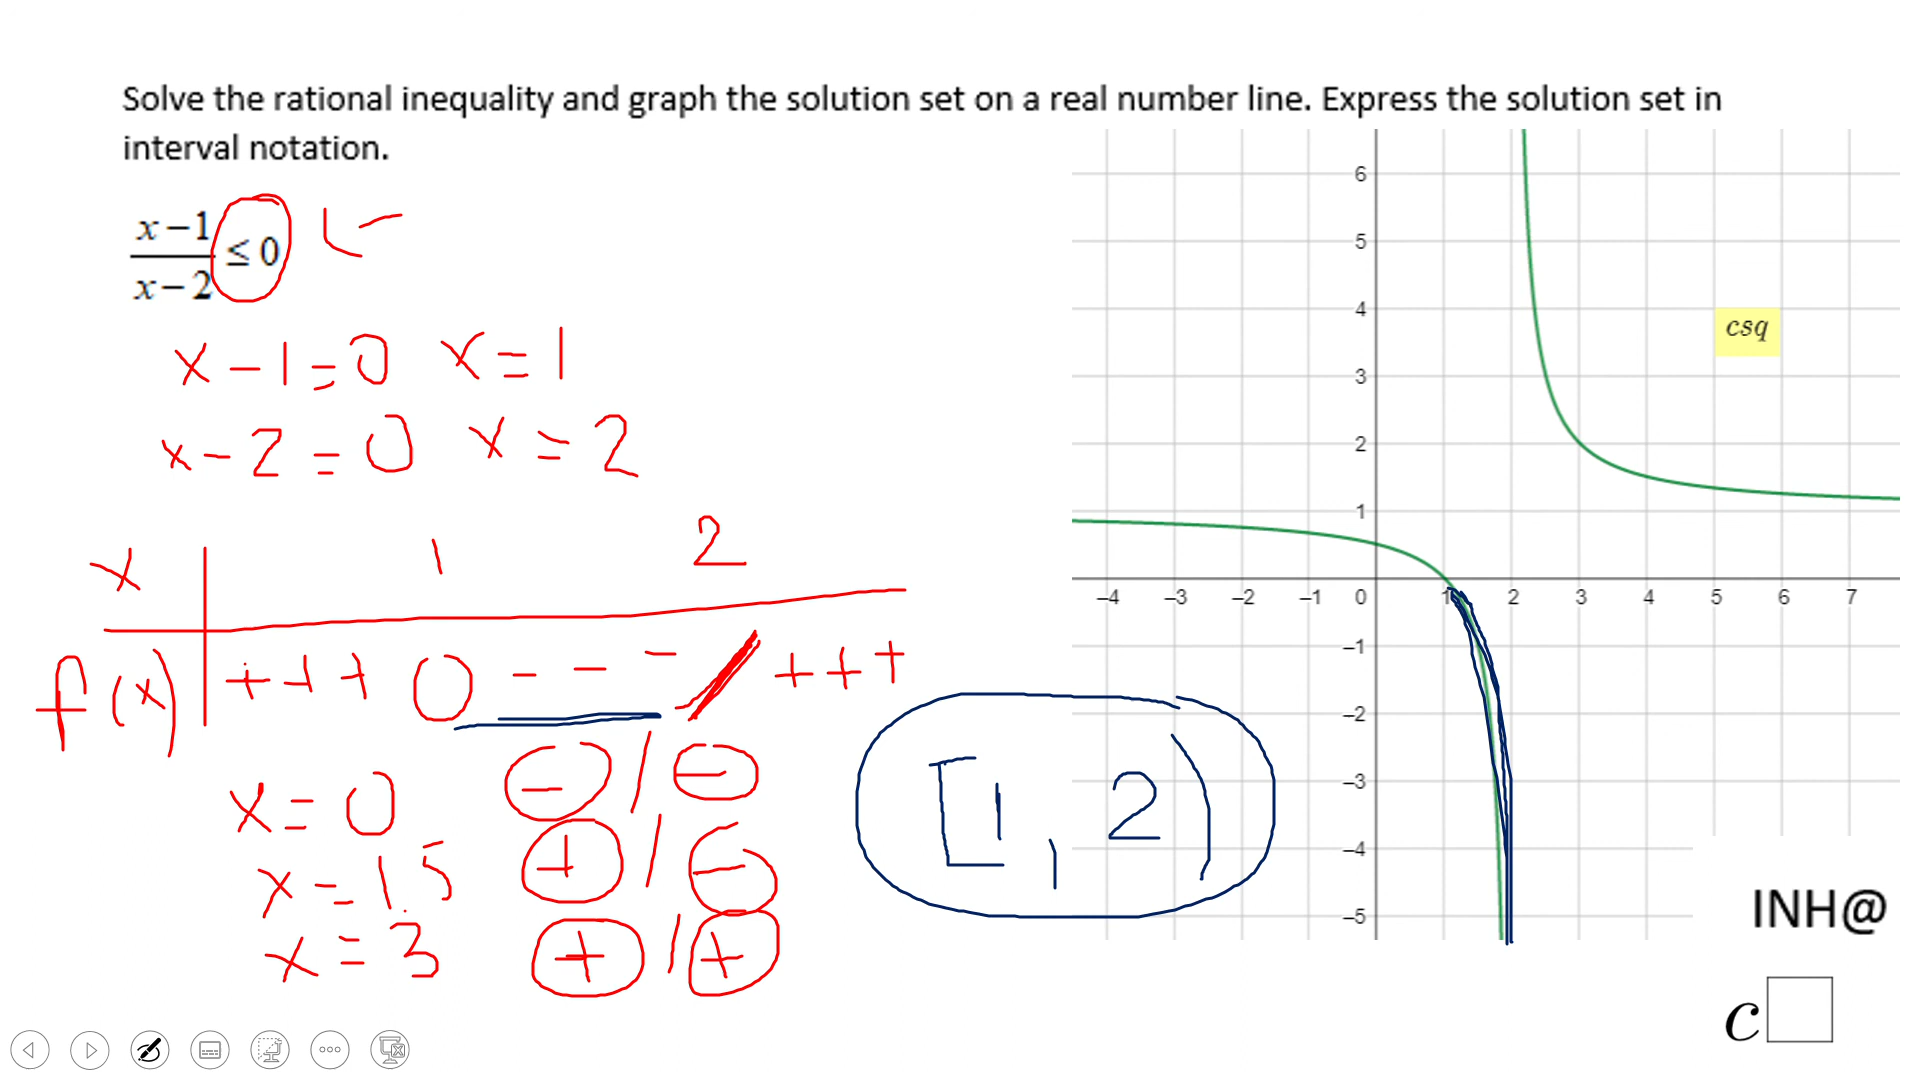 Solve the rational inequality and graph the solution set on a real number line. Express the solution set in
interval notation.
x−1
x−2
≤0
x−1=0 x=1
x−2=0 x=2
x 1 2
f(x) +++ 0 − − − +++
x=0 − / −
x=1.5 + / −
x=3 + / +
[1, 2)
6
5
4
3
2
1
−4 −3 −2 −1 0 1 2 3 4 5 6 7
−1
−2
−3
−4
−5
csq
INH@
c